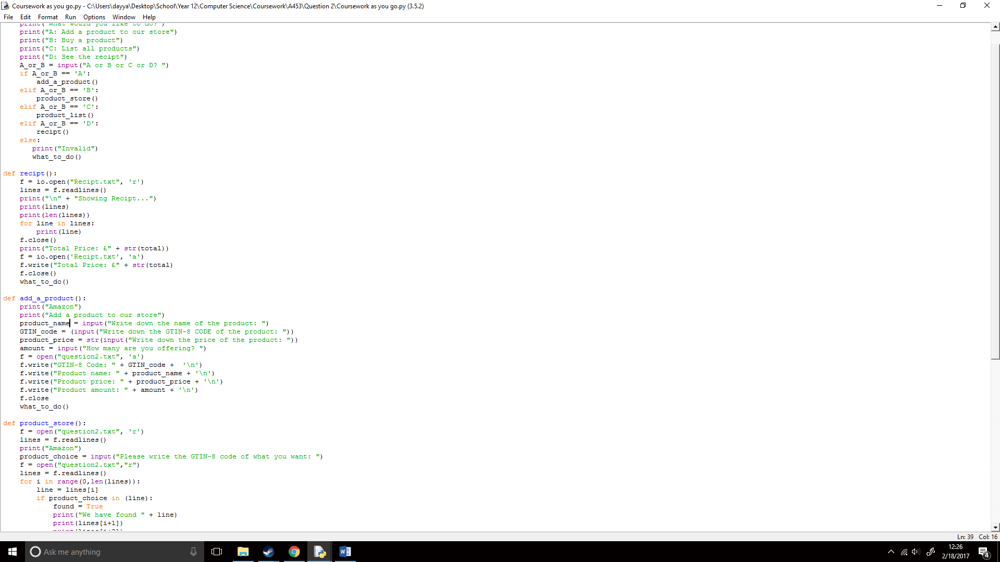 Coursework as you go.py - C:\Users\dayya\Desktop\School\Year 12\Computer Science\Coursework\A453\Question 2\Coursework as you go.py (3.5.2)
File Edit Format Run Options Window Help
print("What would you like to do?")
print("A: Add a product to our store")
print("B: Buy a product")
print("C: List all products")
print("D: See the recipt")
A_or_B = input("A or B or C or D? ")
if A_or_B == 'A':
add_a_product()
elif A_or_B == 'B':
product_store()
elif A_or_B == 'C':
product_list()
elif A_or_B == 'D':
recipt()
else:
print("Invalid")
what_to_do()
def recipt():
f = io.open("Recipt.txt", 'r')
lines = f.readlines()
print("\n" + "Showing Recipt...")
print(lines)
print(len(lines))
for line in lines:
print(line)
f.close()
print("Total Price: £" + str(total))
f = io.open('Recipt.txt', 'a')
f.write("Total Price: £" + str(total)
f.close()
what_to_do()
def add_a_product():
print("Amazon")
print("Add a product to our store")
product_name = input("Write down the name of the product: ")
GTIN_code = (input("Write down the GTIN-8 CODE of the product: "))
product_price = str(input("Write down the price of the product: "))
amount = input("How many are you offering? ")
f = open("question2.txt", 'a')
f.write("GTIN-8 Code: " + GTIN_code +  '\n')
f.write("Product name: " + product_name + '\n')
f.write("Product price: " + product_price + '\n')
f.write("Product amount: " + amount + '\n')
f.close
what_to_do()
def product_store():
f = open("question2.txt", 'r')
lines = f.readlines()
print("Amazon")
product_choice = input("Please write the GTIN-8 code of what you want: ")
f = open("question2.txt","r")
lines = f.readlines()
for i in range(0,len(lines)):
line = lines[i]
if product_choice in (line):
found = True
print("We have found " + line)
print(lines[i+1])
print(lines[i+2])
Ln: 39 Col: 16
Ask me anything
12:26
2/18/2017
4